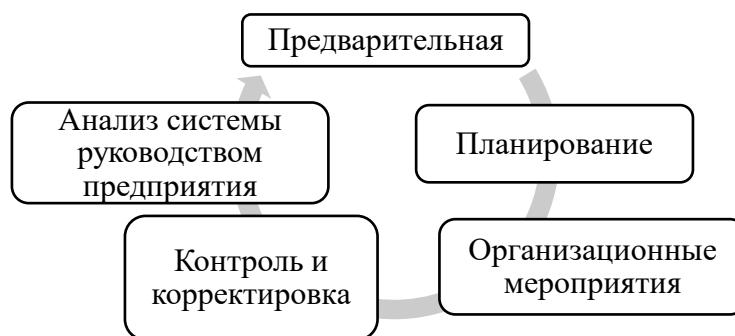 Предварительная
Планирование
Организационные
мероприятия
Контроль и
корректировка
Анализ системы
руководством
предприятия